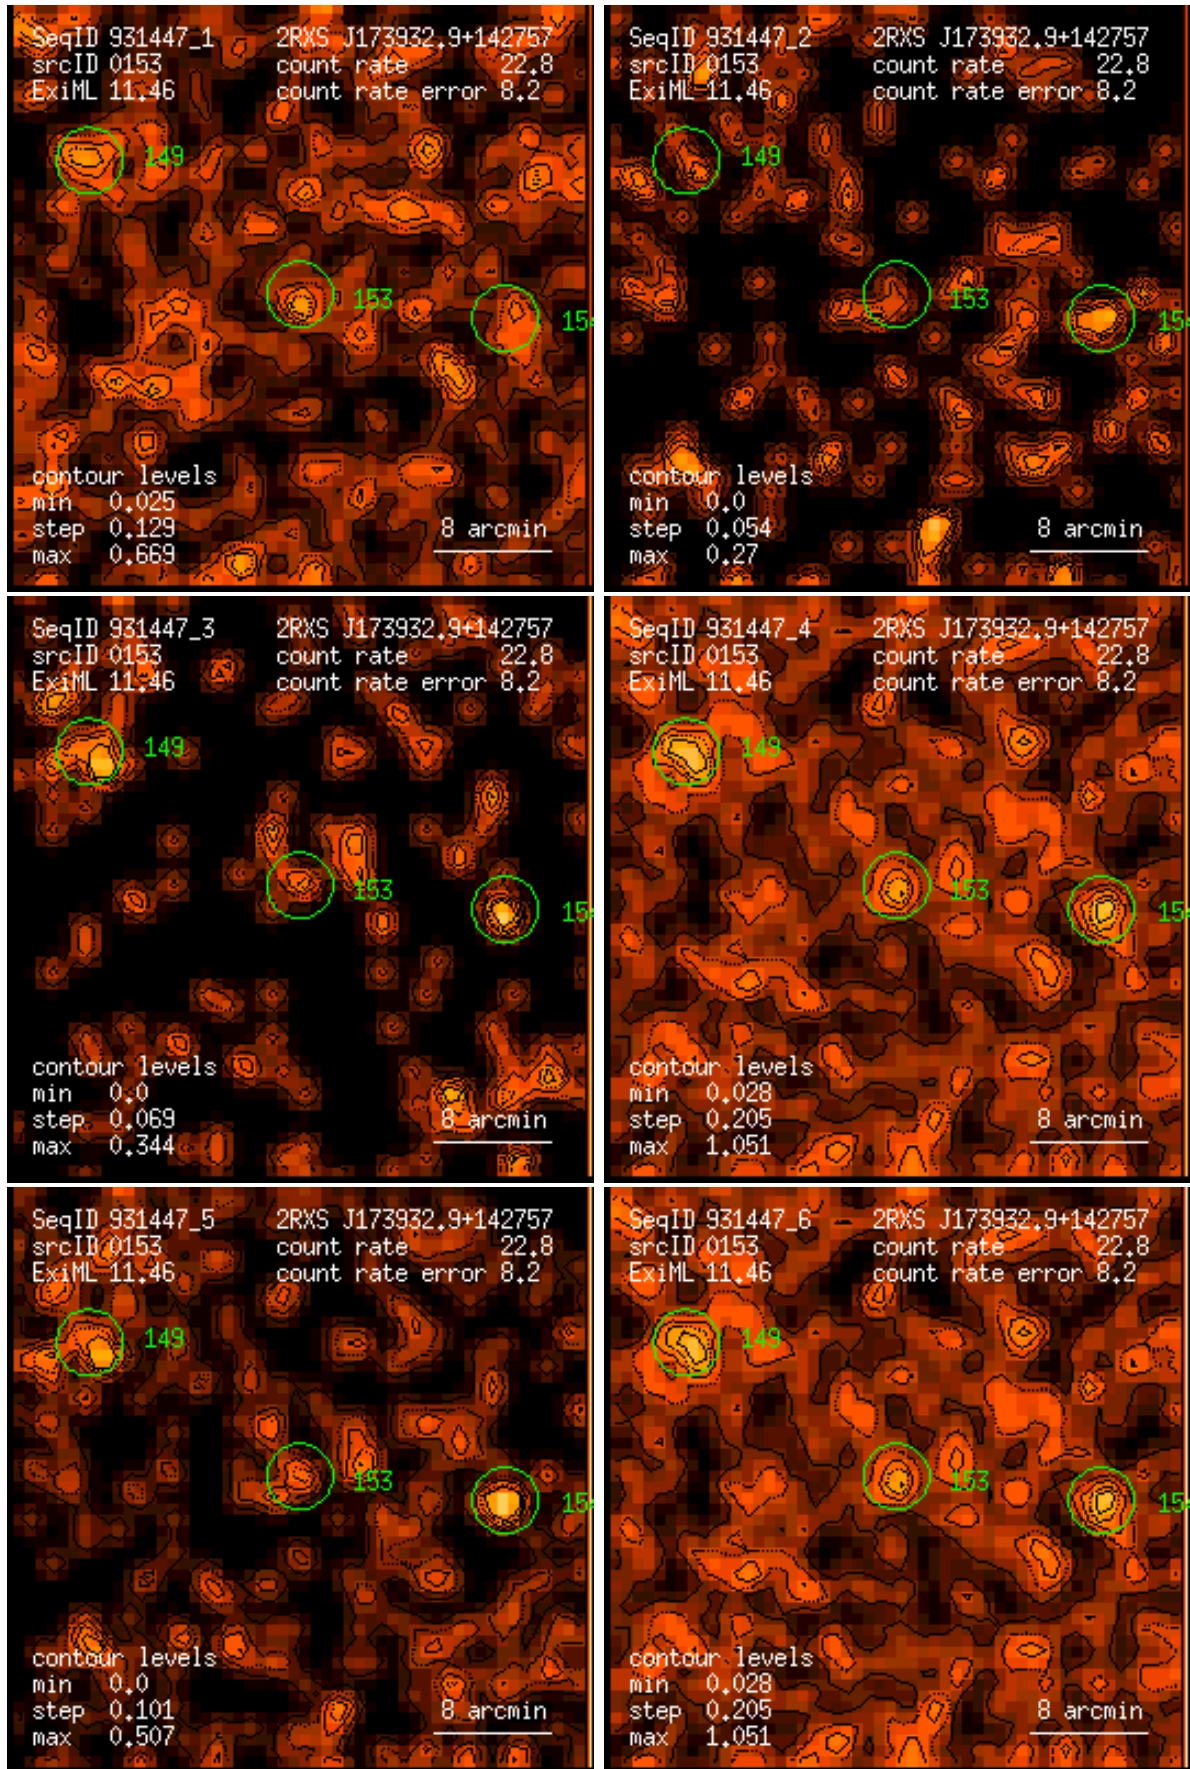 SeqID 931447_1 2RXS J173932.9+142757
srcID 0153 count rate 22.8
ExiML 11.46 count rate error 8.2
149
153
154
contour levels
min 0.025
step 0.129 8 arcmin
max 0.669
SeqID 931447_2 2RXS J173932.9+142757
srcID 0153 count rate 22.8
ExiML 11.46 count rate error 8.2
149
153
154
contour levels
min 0.0
step 0.054 8 arcmin
max 0.27
SeqID 931447_3 2RXS J173932.9+142757
srcID 0153 count rate 22.8
ExiML 11.46 count rate error 8.2
149
153
154
contour levels
min 0.0
step 0.069 8 arcmin
max 0.344
SeqID 931447_4 2RXS J173932.9+142757
srcID 0153 count rate 22.8
ExiML 11.46 count rate error 8.2
149
153
154
contour levels
min 0.028
step 0.205 8 arcmin
max 1.051
SeqID 931447_5 2RXS J173932.9+142757
srcID 0153 count rate 22.8
ExiML 11.46 count rate error 8.2
149
153
154
contour levels
min 0.0
step 0.101 8 arcmin
max 0.507
SeqID 931447_6 2RXS J173932.9+142757
srcID 0153 count rate 22.8
ExiML 11.46 count rate error 8.2
149
153
154
contour levels
min 0.028
step 0.205 8 arcmin
max 1.051